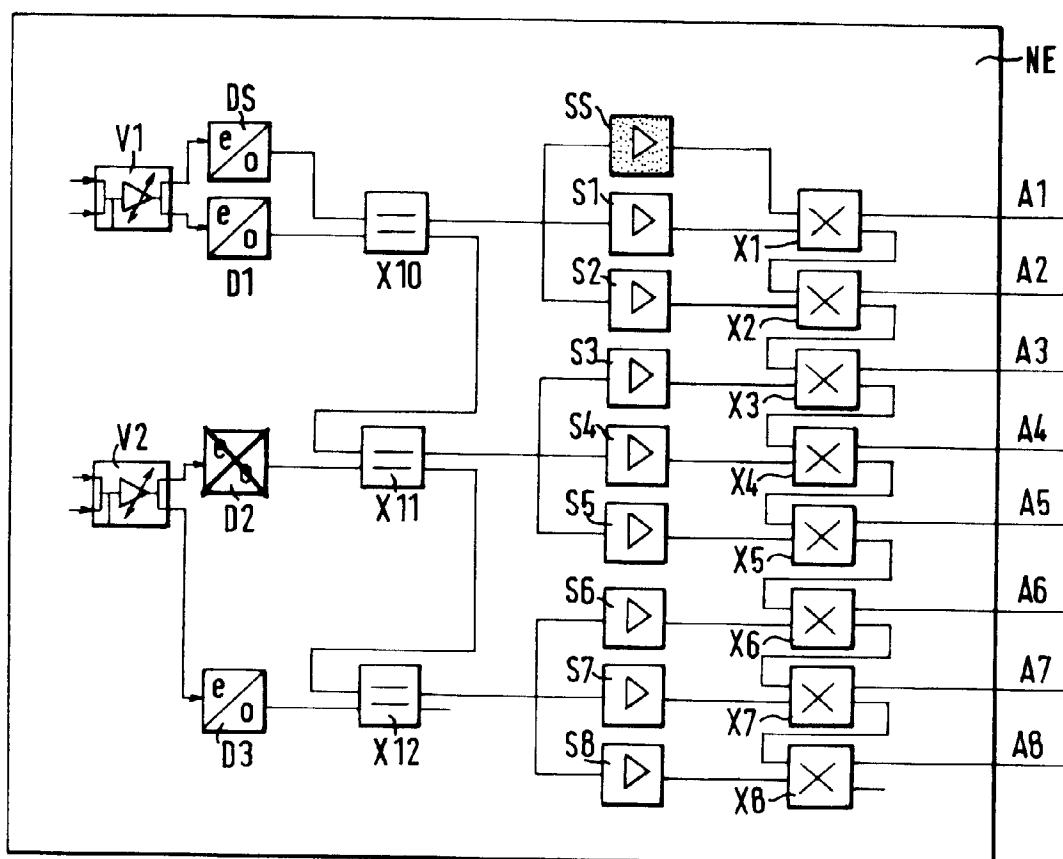 NE
DS
SS
V1
e
o
S1
A1
e
o
X1
D1
X10
S2
A2
X2
S3
A3
X3
V2
S4
A4
e
o
X4
D2
X11
S5
A5
X5
S6
A6
X6
e
o
S7
A7
X7
D3
X12
S8
A8
X8